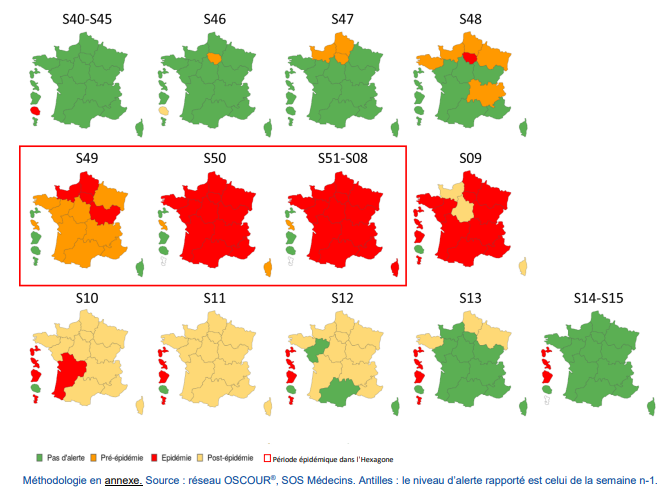 S40-S45 S46 S47 S48
S49 S50 S51-S08 S09
S10 S11 S12 S13 S14-S15
Pas d'alerte Pré-épidémie Epidémie Post-épidémie Période épidémique dans l'Hexagone
Méthodologie en annexe. Source : réseau OSCOUR®, SOS Médecins. Antilles : le niveau d'alerte rapporté est celui de la semaine n-1.